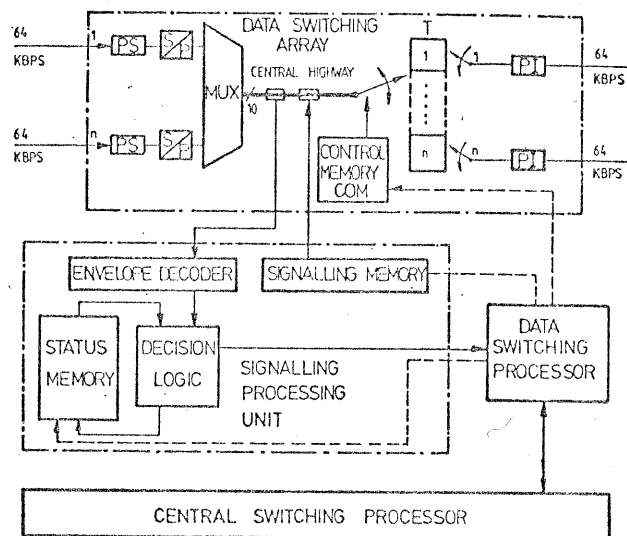 64
KBPS
1
PS
S/P
DATA SWITCHING
ARRAY
MUX
CENTRAL HIGHWAY
10
T
1
n
1
PI
64
KBPS
64
KBPS
n
PS
S/P
CONTROL
MEMORY
COM
n
PI
64
KBPS
ENVELOPE DECODER
SIGNALLING MEMORY
STATUS
MEMORY
DECISION
LOGIC
SIGNALLING
PROCESSING
UNIT
DATA
SWITCHING
PROCESSOR
CENTRAL SWITCHING PROCESSOR